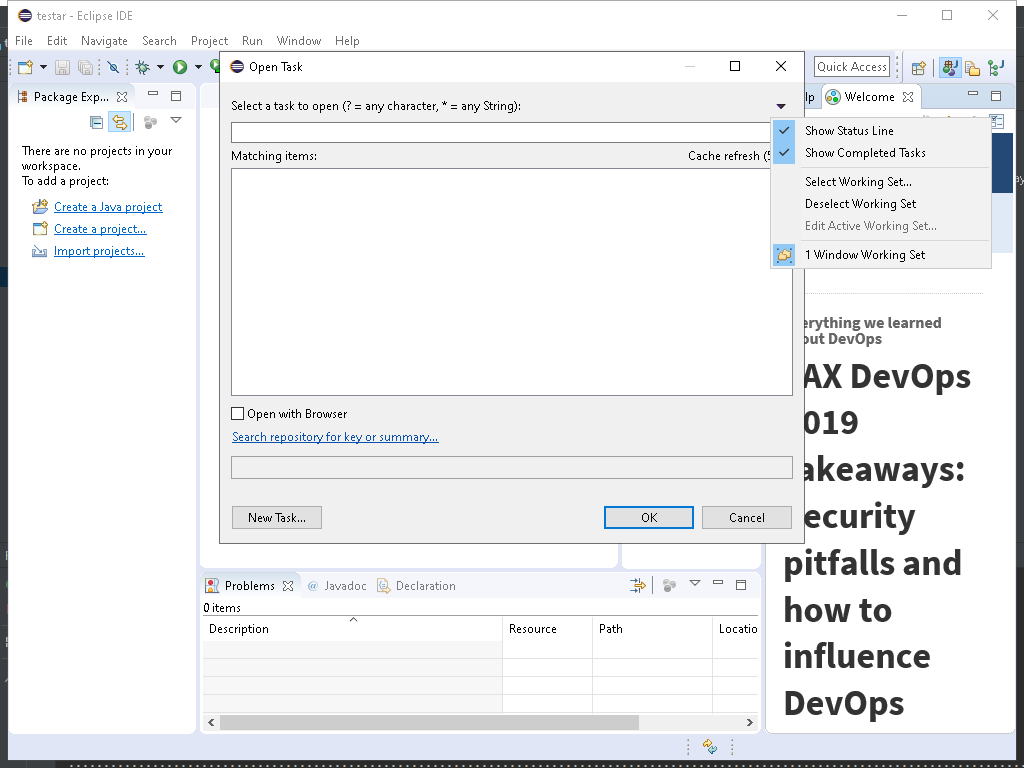 testar - Eclipse IDE
File Edit Navigate Search Project Run Window Help
Quick Access
Package Exp...
There are no projects in your
workspace.
To add a project:
Create a Java project
Create a project...
Import projects...
Open Task
Select a task to open (? = any character, * = any String):
Matching items:
Cache refresh (
Open with Browser
Search repository for key or summary...
New Task...
OK
Cancel
Show Status Line
Show Completed Tasks
Select Working Set...
Deselect Working Set
Edit Active Working Set...
1 Window Working Set
lp
Welcome
erything we learned
out DevOps
AX DevOps
019
akeaways:
ecurity
pitfalls and
how to
influence
DevOps
Problems
@ Javadoc
Declaration
0 items
Description
Resource
Path
Locatio